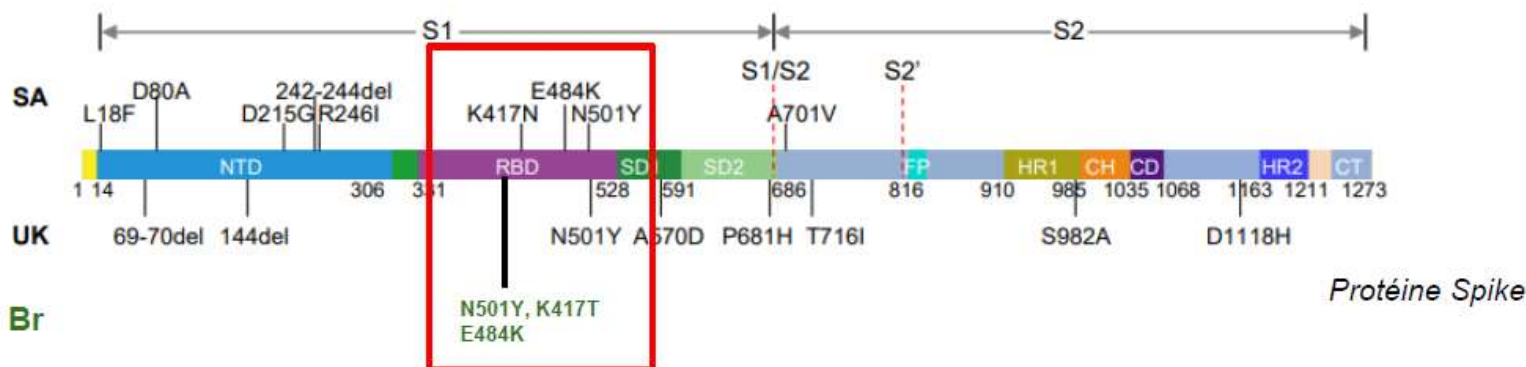 S1 S2
S1/S2 S2'
SA D80A 242-244del E484K
L18F D215G R246I K417N N501Y A701V
NTD RBD SD1 SD2 FP HR1 CH CD HR2 CT
1 14 306 331 528 591 686 816 910 985 1035 1068 1163 1211 1273
UK 69-70del 144del N501Y A570D P681H T716I S982A D1118H
Protéine Spike
Br N501Y, K417T
E484K